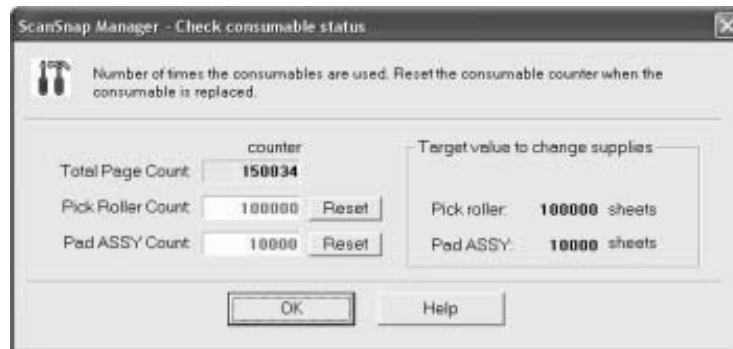 ScanSnap Manager - Check consumable status
Number of times the consumables are used. Reset the consumable counter when the
consumable is replaced.
counter
Target value to change supplies
Total Page Count: 150034
Pick Roller Count: 100000 Reset
Pick roller: 100000 sheets
Pad ASSY Count: 10000 Reset
Pad ASSY: 10000 sheets
OK
Help